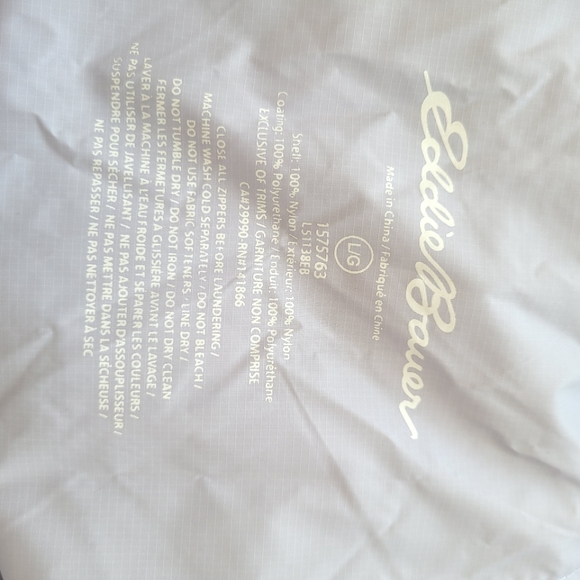 Eddie Bauer
Made in China / Fabriqué en Chine
L/G
1575763
L51138EB
Shell: 100% Nylon / Extérieur: 100% Nylon
Coating: 100% Polyurethane / Enduit: 100% Polyuréthane
EXCLUSIVE OF TRIMS / GARNITURE NON COMPRISE
CA#29990-RN#141866
CLOSE ALL ZIPPERS BEFORE LAUNDERING /
MACHINE WASH COLD SEPARATELY / DO NOT BLEACH /
DO NOT USE FABRIC SOFTENERS / LINE DRY /
DO NOT TUMBLE DRY / DO NOT IRON / DO NOT DRY CLEAN
FERMER LES FERMETURES À GLISSIÈRE AVANT LE LAVAGE /
LAVER À LA MACHINE À L'EAU FROIDE ET SÉPARER LES COULEURS /
NE PAS UTILISER DE JAVELLISANT / NE PAS AJOUTER D'ASSOUPLISSEUR /
SUSPENDRE POUR SÉCHER / NE PAS METTRE DANS LA SÉCHEUSE /
NE PAS REPASSER / NE PAS NETTOYER À SEC